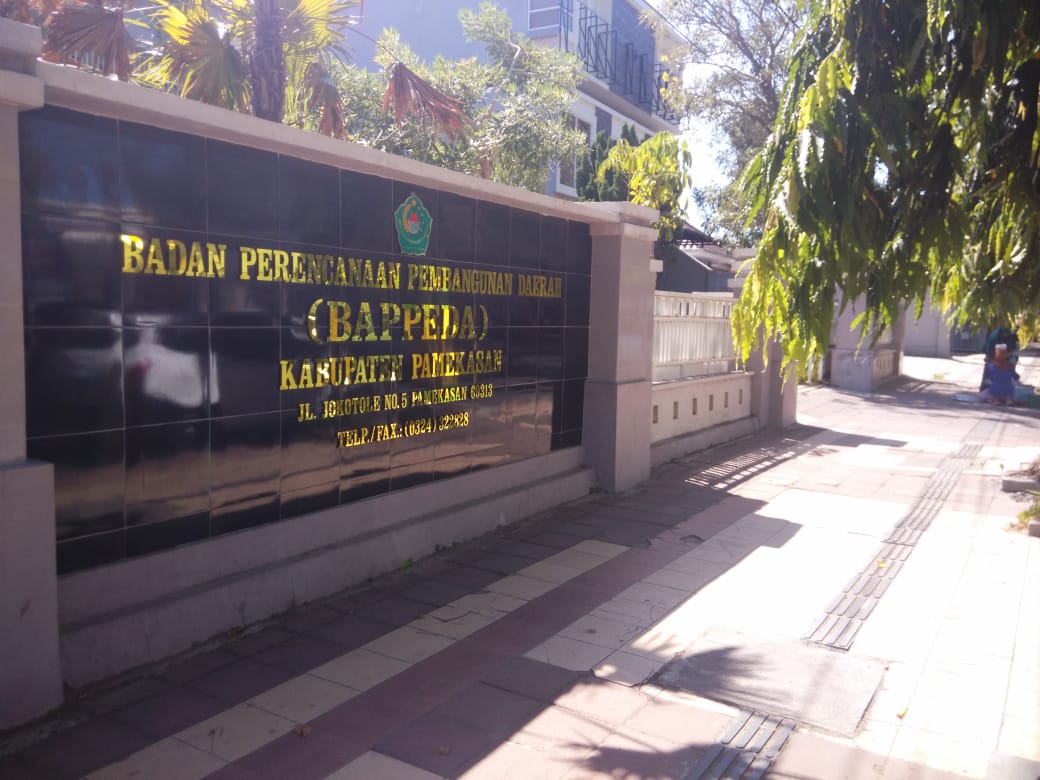 BADAN PERENCANAAN PEMBANGUNAN DAERAH
(BAPPEDA)
KABUPATEN PAMEKASAN
JL. JOKOTOLE NO.5 PAMEKASAN 69313
TELP./FAX.: (0324) 322828